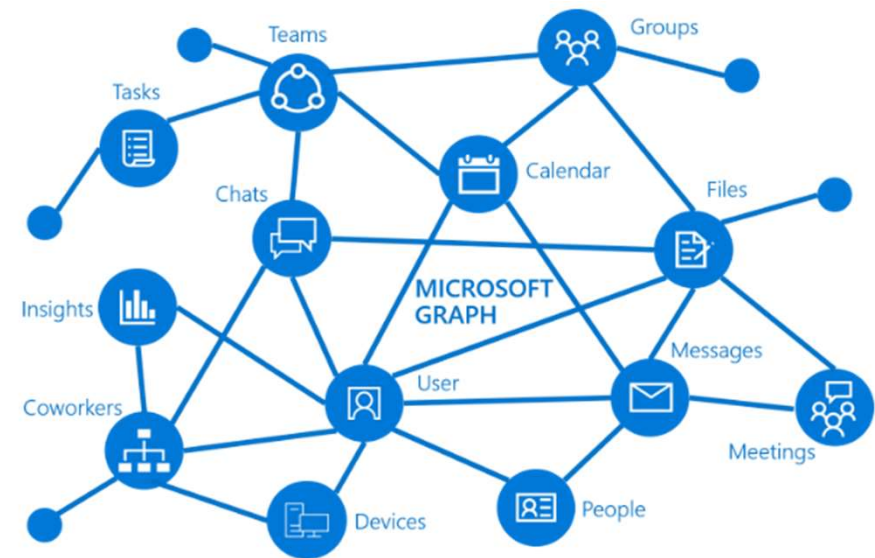 Teams
Groups
Tasks
Calendar
Files
Chats
MICROSOFT
GRAPH
Insights
Messages
User
Coworkers
Meetings
Devices
People